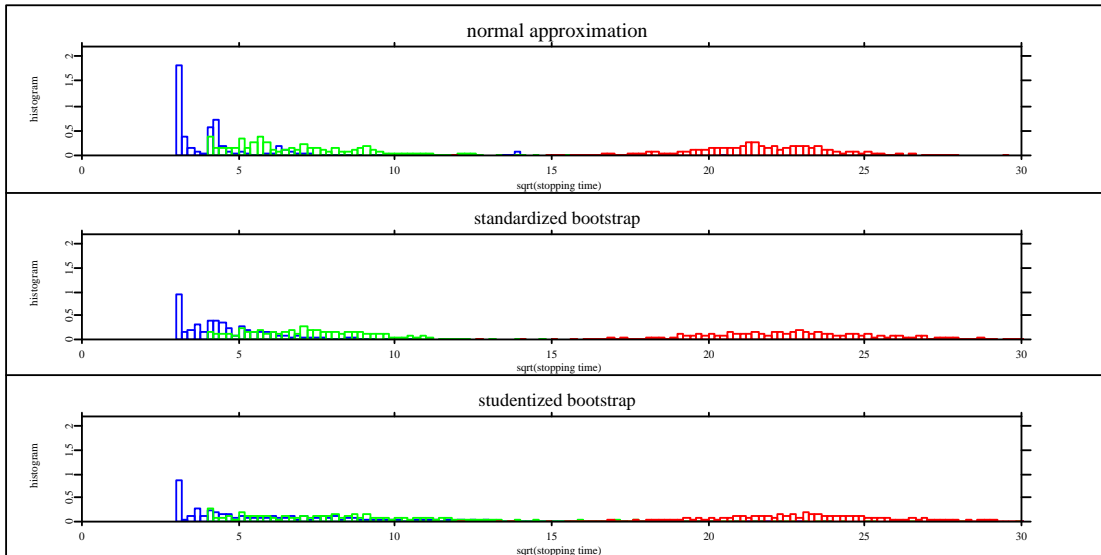 normal approximation
histogram
0 0.5 1 1.5 2
0 5 10 15 20 25 30
sqrt(stopping time)
standardized bootstrap
histogram
0 0.5 1 1.5 2
0 5 10 15 20 25 30
sqrt(stopping time)
studentized bootstrap
histogram
0 0.5 1 1.5 2
0 5 10 15 20 25 30
sqrt(stopping time)